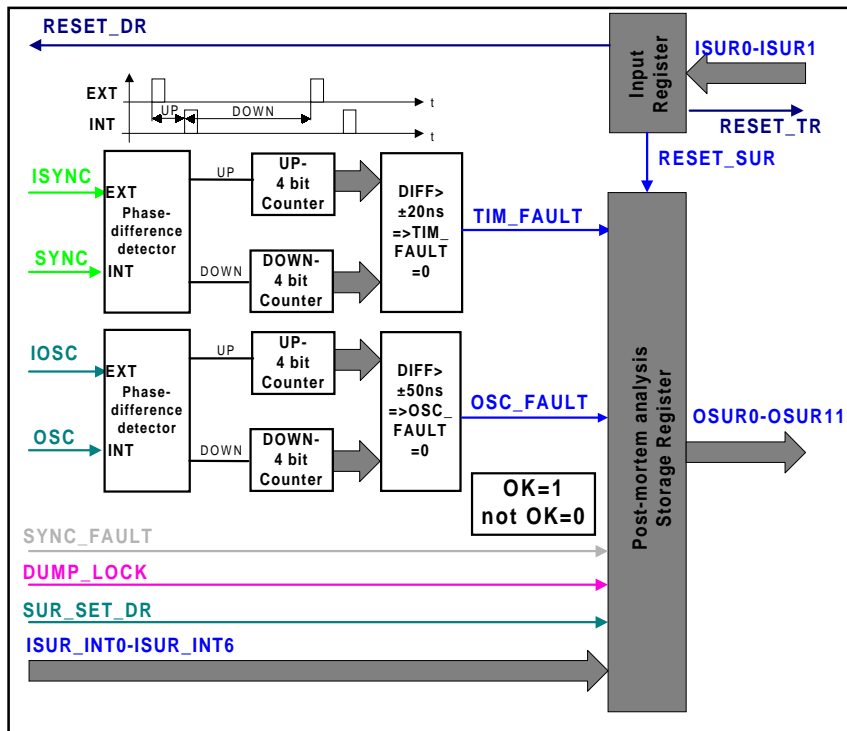 RESET_DR
Input
Register
ISUR0-ISUR1
RESET_TR
RESET_SUR
EXT
UP
DOWN
t
INT
t
ISYNC
SYNC
EXT
Phase-
difference
detector
INT
UP
DOWN
UP-
4 bit
Counter
DOWN-
4 bit
Counter
DIFF>
±20ns
=>TIM_
FAULT
=0
TIM_FAULT
IOSC
OSC
EXT
Phase-
difference
detector
INT
UP
DOWN
UP-
4 bit
Counter
DOWN-
4 bit
Counter
DIFF>
±50ns
=>OSC_
FAULT
=0
OSC_FAULT
Post-mortem analysis
Storage Register
OSUR0-OSUR11
OK=1
not OK=0
SYNC_FAULT
DUMP_LOCK
SUR_SET_DR
ISUR_INT0-ISUR_INT6